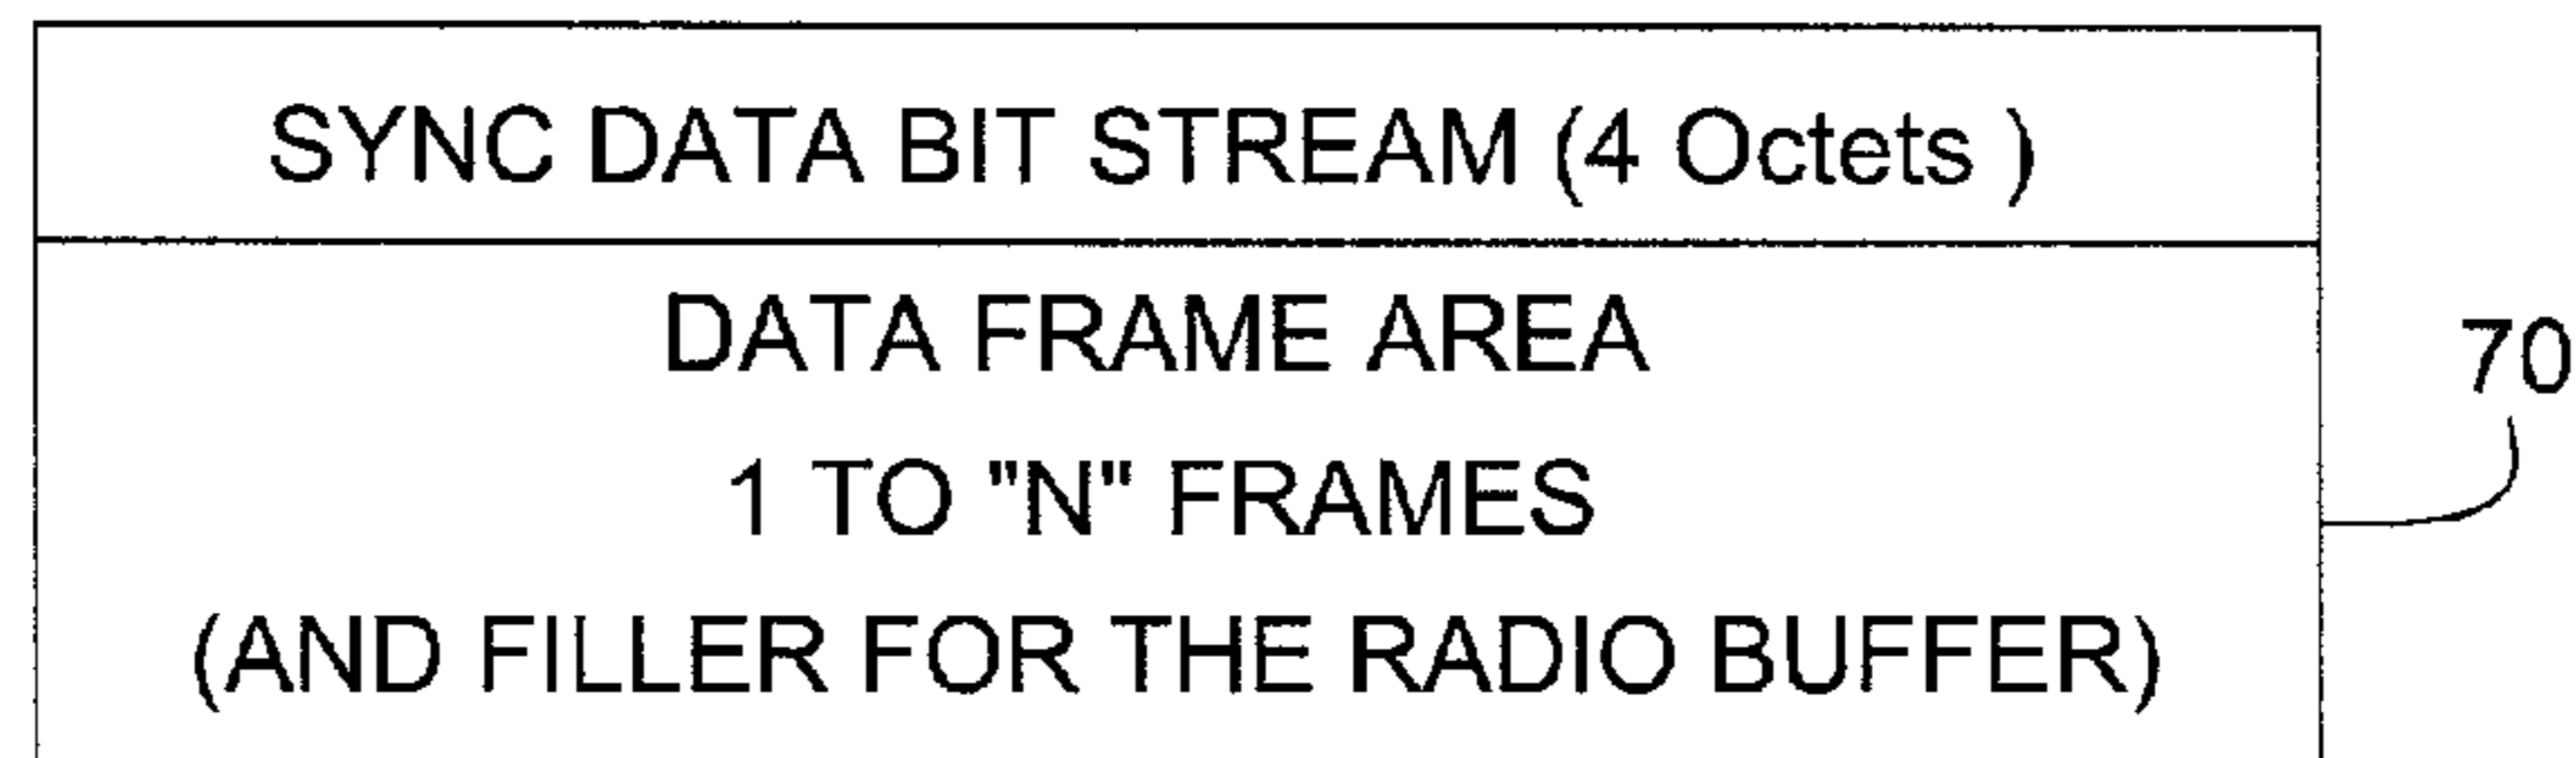 SYNC DATA BIT STREAM (4 Octets )
DATA FRAME AREA
70
1 TO "N" FRAMES
(AND FILLER FOR THE RADIO BUFFER)